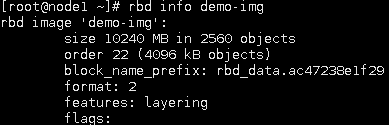 [root@node1 ~]# rbd info demo-img
rbd image 'demo-img':
size 10240 MB in 2560 objects
order 22 (4096 kB objects)
block_name_prefix: rbd_data.ac47238e1f29
format: 2
features: layering
flags: